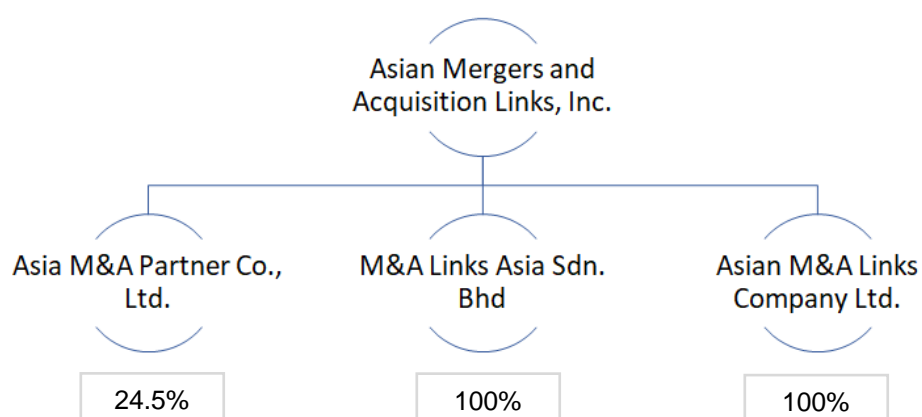 Asian Mergers and
Acquisition Links, Inc.
Asia M&A Partner Co.,
Ltd.
M&A Links Asia Sdn.
Bhd
Asian M&A Links
Company Ltd.
24.5%
100%
100%